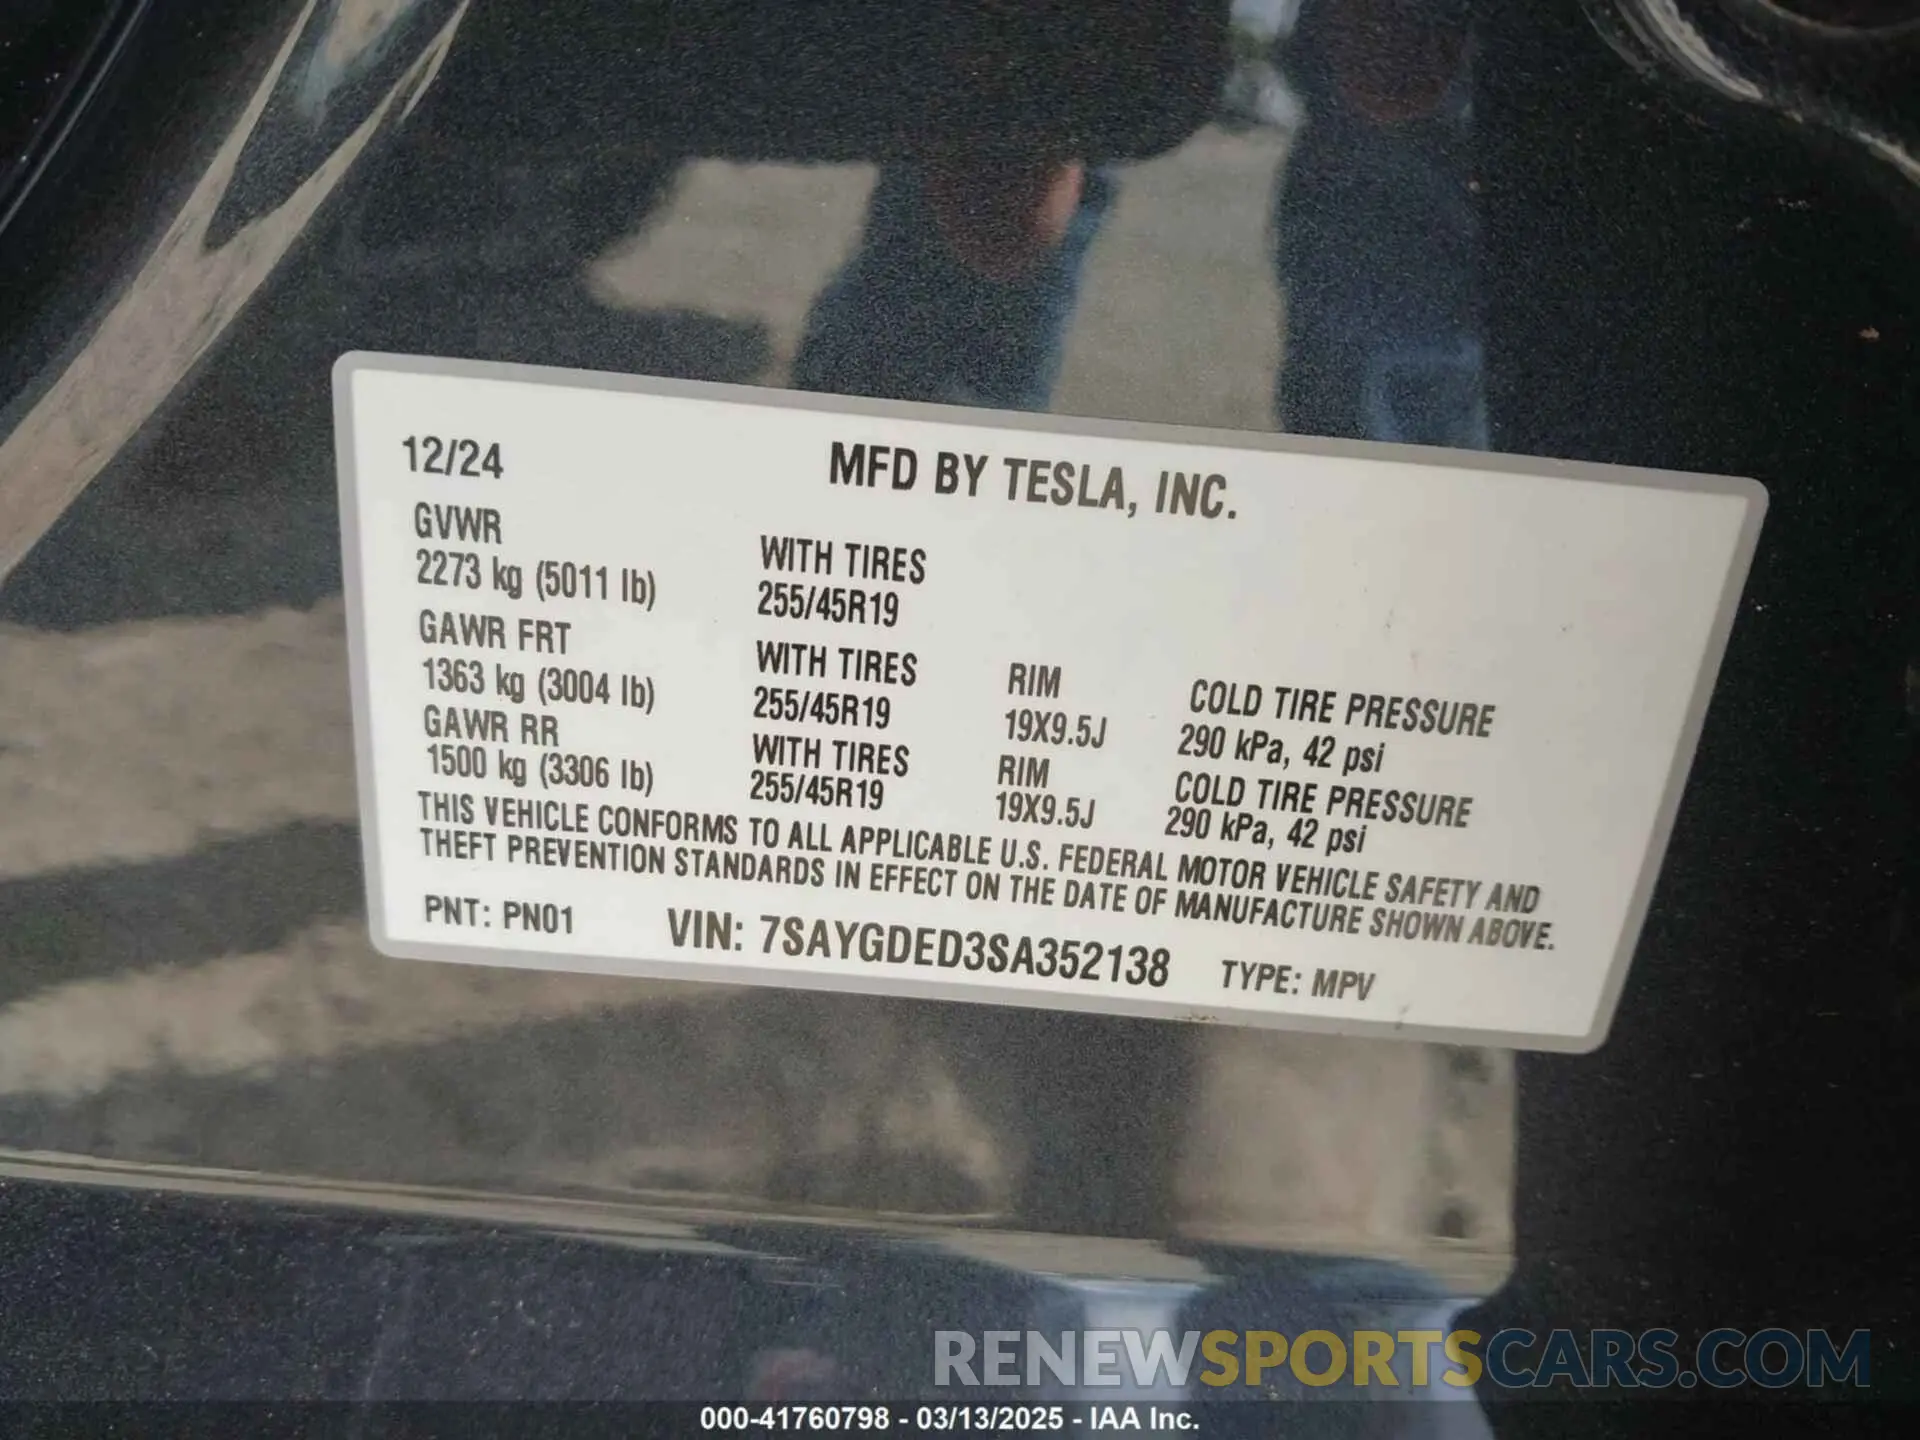 12/24 MFD BY TESLA, INC.
GVWR
2273 kg (5011 lb) WITH TIRES
255/45R19
GAWR FRT
1363 kg (3004 lb) WITH TIRES
255/45R19 RIM
19X9.5J COLD TIRE PRESSURE
290 kPa, 42 psi
GAWR RR
1500 kg (3306 lb) WITH TIRES
255/45R19 RIM
19X9.5J COLD TIRE PRESSURE
290 kPa, 42 psi
THIS VEHICLE CONFORMS TO ALL APPLICABLE U.S. FEDERAL MOTOR VEHICLE SAFETY AND
THEFT PREVENTION STANDARDS IN EFFECT ON THE DATE OF MANUFACTURE SHOWN ABOVE.
PNT: PN01 VIN: 7SAYGDED3SA352138 TYPE: MPV
RENEWSPORTSCARS.COM
000-41760798 - 03/13/2025 - IAA Inc.